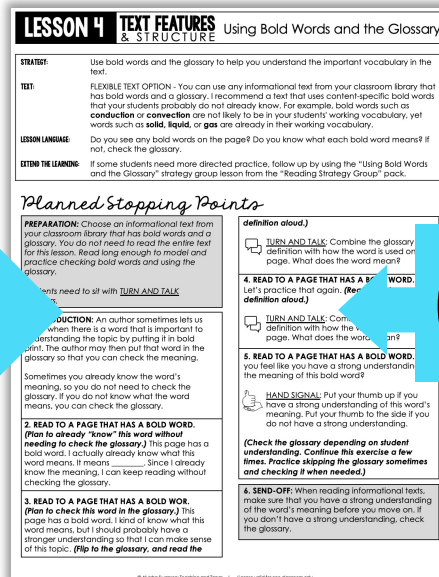 LESSON 4 TEXT FEATURES & STRUCTURE Using Bold Words and the Glossary
STRATEGY: Use bold words and the glossary to help you understand the important vocabulary in the
text.
TEXT: FLEXIBLE TEXT OPTION - You can use any informational text from your classroom library that
has bold words and a glossary. I recommend a text that uses content-specific bold words
that your students probably do not already know. For example, bold words such as
conduction or convection are not likely to be in your students' working vocabulary, yet
words such as solid, liquid, or gas are already in their working vocabulary.
LESSON LANGUAGE: Do you see any bold words on the page? Do you know what each bold word means? If
not, check the glossary.
EXTEND THE LEARNING: If some students need more directed practice, follow up by using the "Using Bold Words
and the Glossary" strategy group lesson from the "Reading Strategy Group" pack.
Planned Stopping Points
PREPARATION: Choose an informational text from
your classroom library that has bold words and a
glossary. You do not need to read the entire text
for this lesson. Read long enough to model and
practice checking bold words and using the
glossary.
need to sit with TURN AND TALK
An author sometimes lets us
when there is a word that is important to
the topic by putting it in bold
print. The author may then put that word in the
glossary so that you can check the meaning.
Sometimes you already know the word's
meaning, so you do not need to check the
glossary. If you do not know what the word
means, you can check the glossary.
2. READ TO A PAGE THAT HAS A BOLD WORD.
(Plan to already "know" this word without
needing to check the glossary.) This page has a
bold word. I actually already know what this
word means. It means ________. Since I already
know the meaning, I can keep reading without
checking the glossary.
3. READ TO A PAGE THAT HAS A BOLD WOR.
(Plan to check this word in the glossary.) This
page has a bold word. I kind of know what this
word means, but I should probably have a
stronger understanding so that I can make sense
of this topic. (Flip to the glossary, and read the
definition aloud.)
TURN AND TALK: Combine the glossary
definition with how the word is used on
page. What does the word mean?
4. READ TO A PAGE THAT HAS A WORD.
Let's practice that again.
definition aloud.)
TURN AND TALK:
definition with how the
page. What does the word
5. READ TO A PAGE THAT HAS A BOLD WORD.
you feel like you have a strong understanding
the meaning of this bold word?
HAND SIGNAL: Put your thumb up if you
have a strong understanding of this word's
meaning. Put your thumb to the side if you
do not have a strong understanding.
(Check the glossary depending on student
understanding. Continue this exercise a few
times. Practice skipping the glossary sometimes
and checking it when needed.)
6. SEND-OFF: When reading informational texts,
make sure that you have a strong understanding
of the word's meaning before you move on. If
you don't have a strong understanding, check
the glossary.